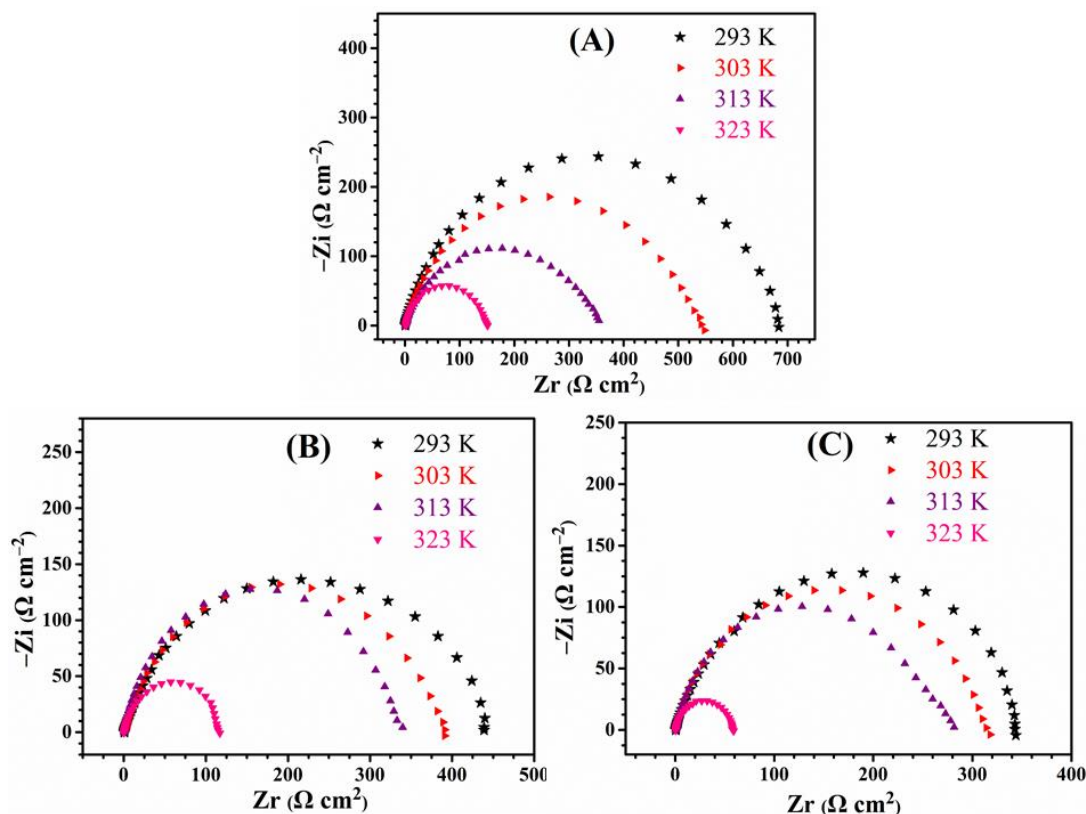 (A)
293 K
303 K
313 K
323 K
400
300
200
100
0
−Zi (Ω cm⁻²)
0 100 200 300 400 500 600 700
Zr (Ω cm²)
(B)
293 K
303 K
313 K
323 K
250
200
150
100
50
0
−Zi (Ω cm⁻²)
0 100 200 300 400 500
Zr (Ω cm²)
(C)
293 K
303 K
313 K
323 K
250
200
150
100
50
0
−Zi (Ω cm⁻²)
0 100 200 300 400
Zr (Ω cm²)